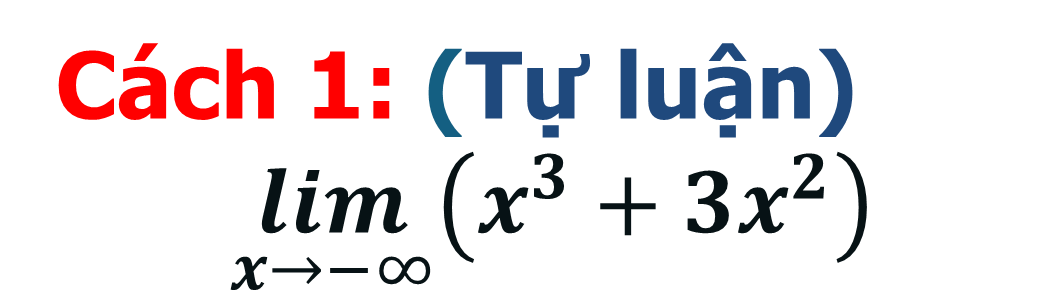 Cách 1: (Tự luận)
lim (x³ + 3x²)
x→−∞